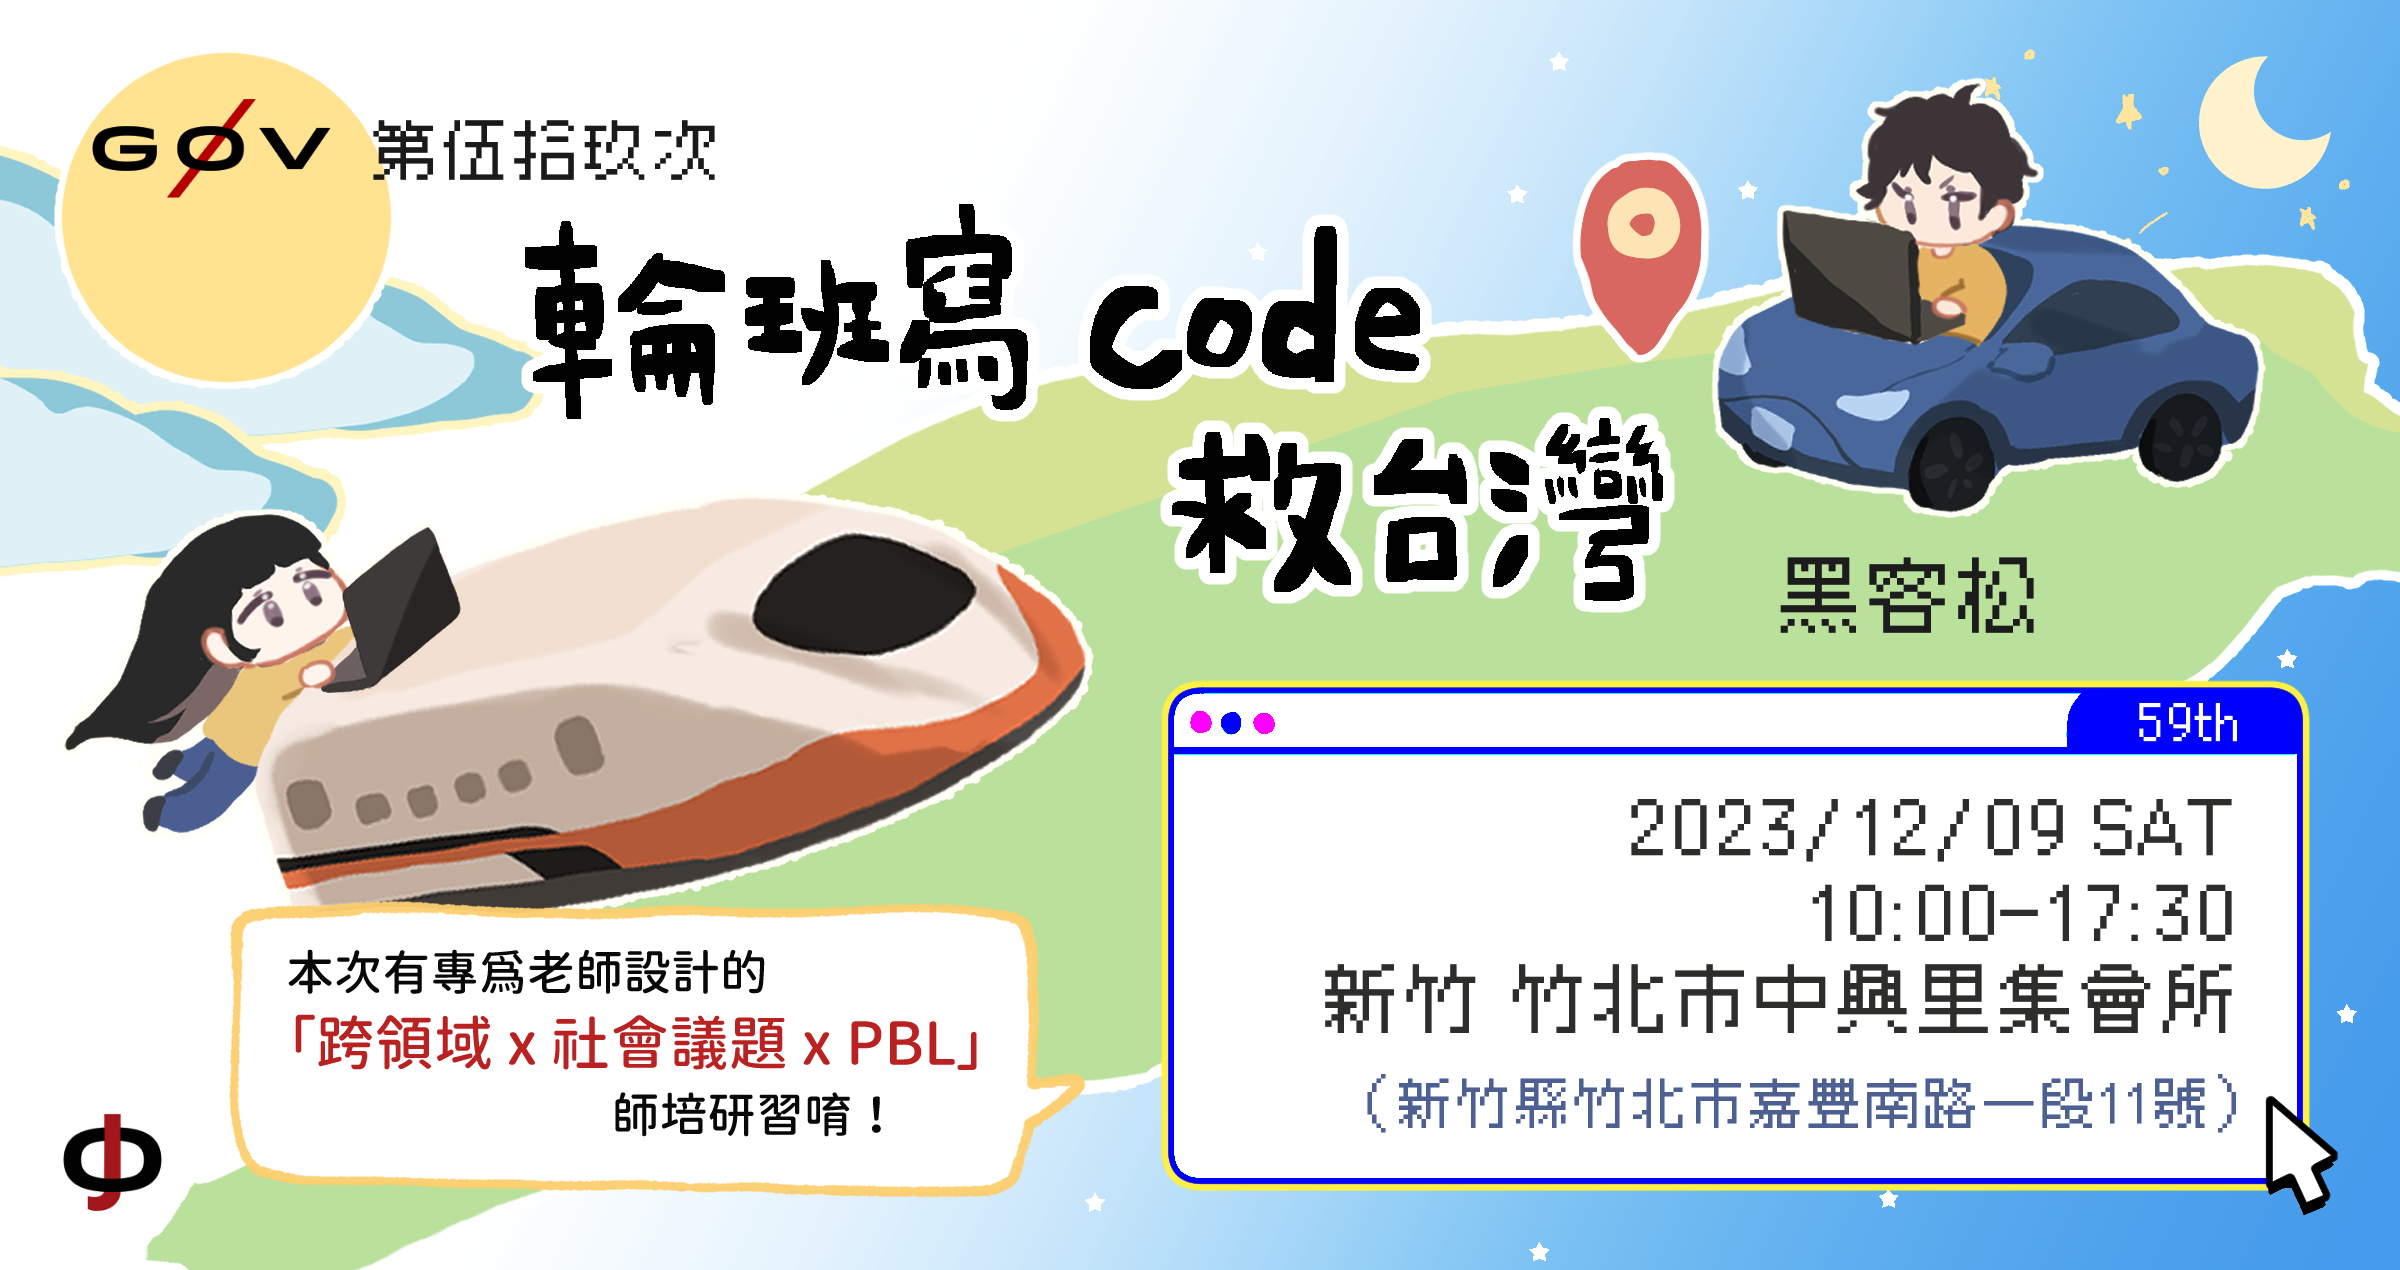 GØV 第伍拾玖次
輪班寫 code
救台灣
黑客松
59th
2023/12/09 SAT
10:00-17:30
新竹 竹北市中興里集會所
(新竹縣竹北市嘉豐南路一段11號)
本次有專為老師設計的
「跨領域 x 社會議題 x PBL」
師培研習唷！